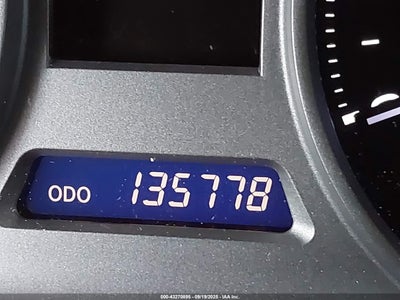 ODO 135778
000-43270895 - 09/19/2025 - IAA Inc.